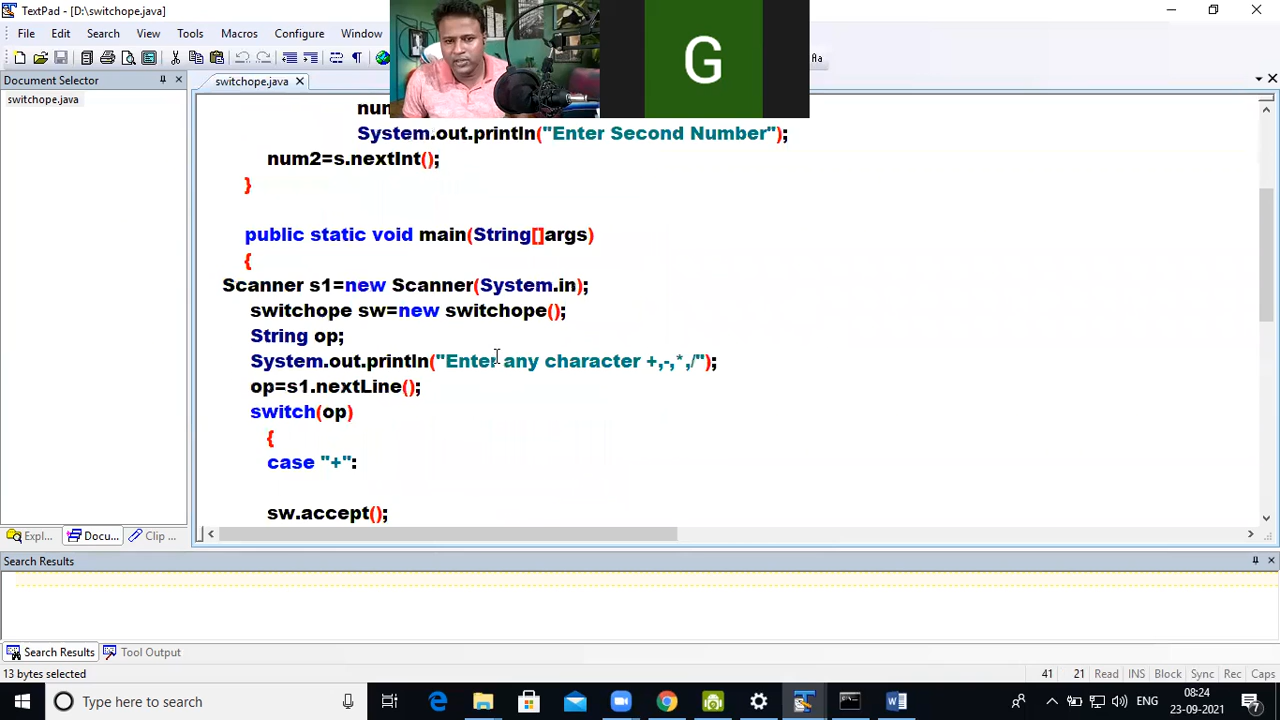 TextPad - [D:\switchope.java]
File Edit Search View Tools Macros Configure Window
G
Aa
Document Selector
switchope.java
switchope.java
num
System.out.println("Enter Second Number");
num2=s.nextInt();
}
public static void main(String[]args)
{
Scanner s1=new Scanner(System.in);
switchope sw=new switchope();
String op;
System.out.println("Enter any character +,-,*,/");
op=s1.nextLine();
switch(op)
{
case "+":
sw.accept();
Expl... Docu... Clip ...
Search Results
Search Results Tool Output
13 bytes selected
41 21 Read INS Block Sync Rec Caps
Type here to search
ENG
08:24
23-09-2021
7